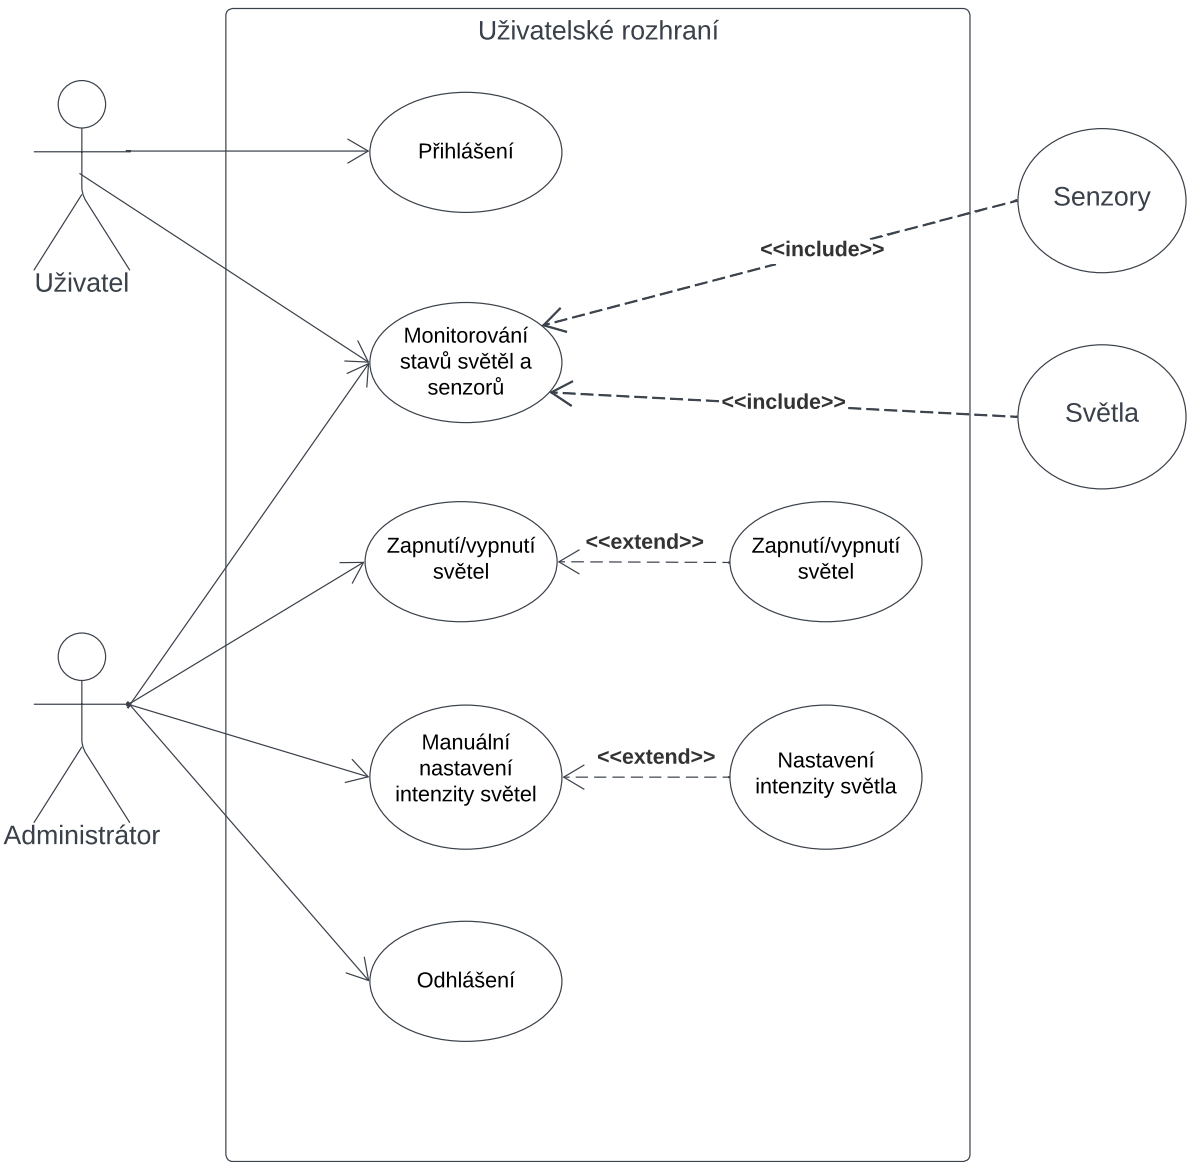 Uživatelské rozhraní
Přihlášení
Uživatel
Senzory
<<include>>
Monitorování
stavů světěl a
senzorů
<<include>>
Světla
Zapnutí/vypnutí
světel
<<extend>>
Zapnutí/vypnutí
světel
Administrátor
Manuální
nastavení
intenzity světel
<<extend>>
Nastavení
intenzity světla
Odhlášení